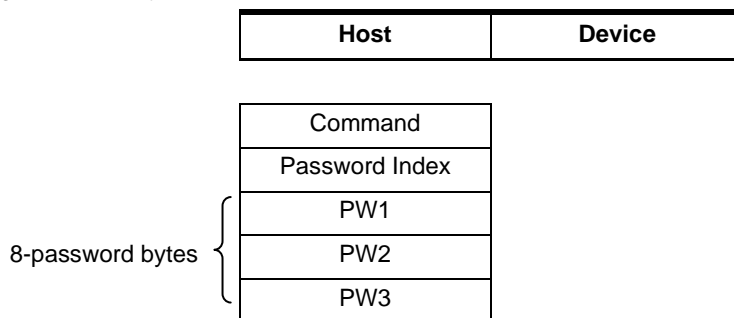 Host Device
Command
Password Index
PW1
8-password bytes PW2
PW3